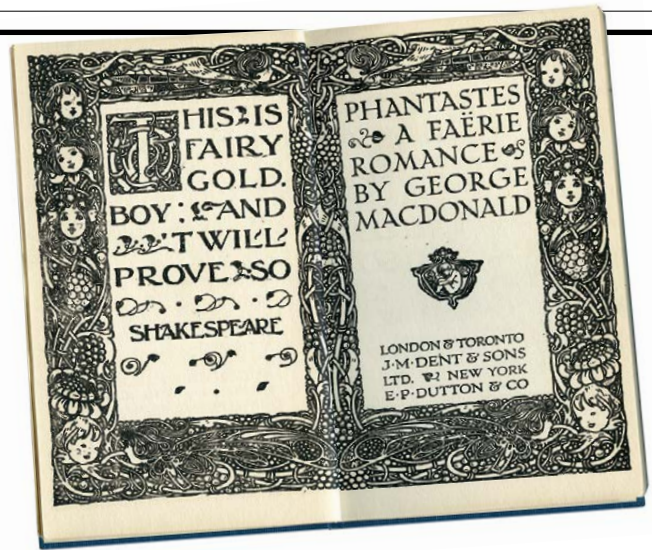 THIS IS
FAIRY
GOLD.
BOY: AND
'T WILL
PROVE SO
SHAKESPEARE
PHANTASTES
A FAËRIE
ROMANCE
BY GEORGE
MACDONALD
LONDON & TORONTO
J·M·DENT & SONS
LTD. NEW YORK
E·P·DUTTON & CO